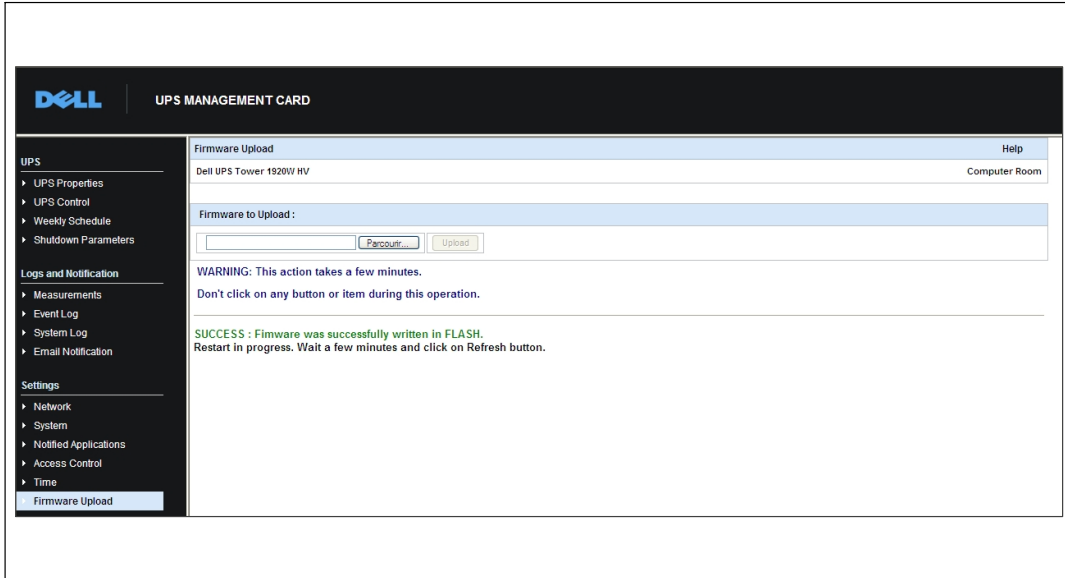 DELL
UPS MANAGEMENT CARD
UPS
UPS Properties
UPS Control
Weekly Schedule
Shutdown Parameters
Logs and Notification
Measurements
Event Log
System Log
Email Notification
Settings
Network
System
Notified Applications
Access Control
Time
Firmware Upload
Firmware Upload Help
Dell UPS Tower 1920W HV Computer Room
Firmware to Upload :
Parcourir... Upload
WARNING: This action takes a few minutes.
Don't click on any button or item during this operation.
SUCCESS : Fimware was successfully written in FLASH.
Restart in progress. Wait a few minutes and click on Refresh button.